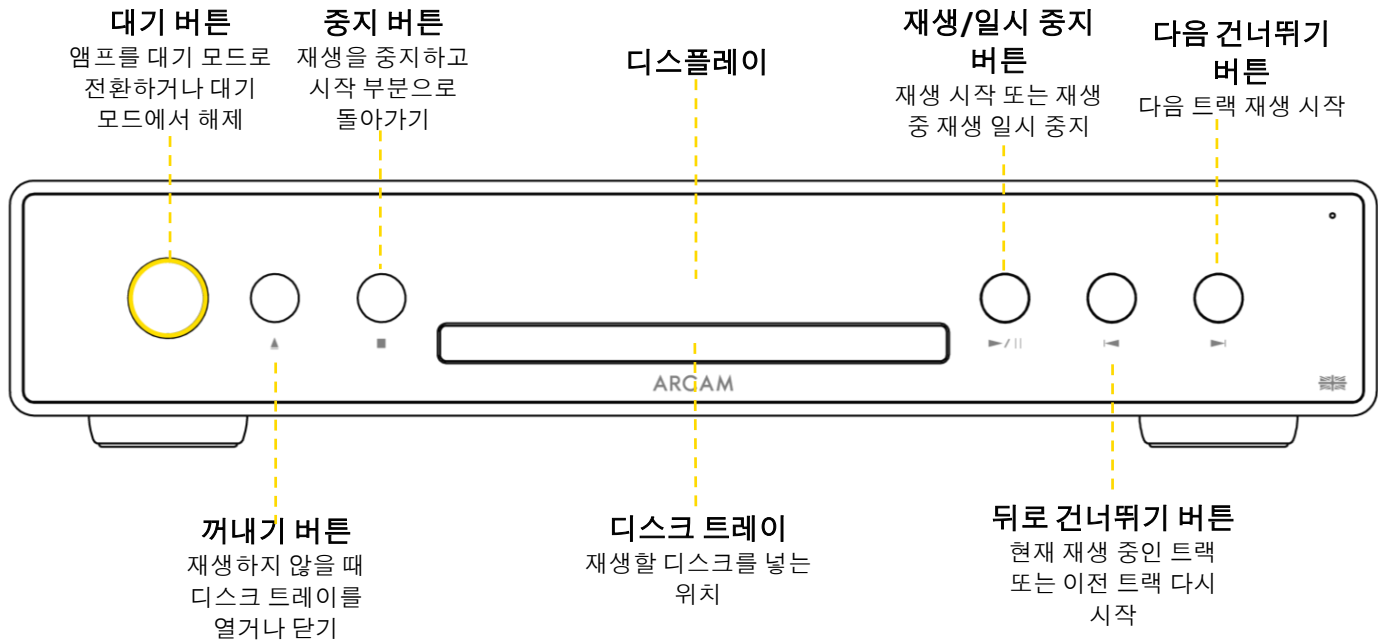 대기 버튼
앰프를 대기 모드로
전환하거나 대기
모드에서 해제
중지 버튼
재생을 중지하고
시작 부분으로
돌아가기
디스플레이
재생/일시 중지
버튼
재생 시작 또는 재생
중 재생 일시 중지
다음 건너뛰기
버튼
다음 트랙 재생 시작
ARCAM
꺼내기 버튼
재생하지 않을 때
디스크 트레이를
열거나 닫기
디스크 트레이
재생할 디스크를 넣는
위치
뒤로 건너뛰기 버튼
현재 재생 중인 트랙
또는 이전 트랙 다시
시작